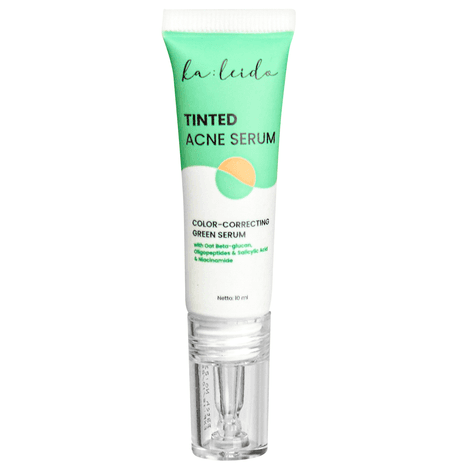 ka:leido
TINTED
ACNE SERUM
COLOR-CORRECTING
GREEN SERUM
with Oat Beta-glucan,
Oligopeptides & Salicylic Acid
& Niacinamide
Netto: 10 ml